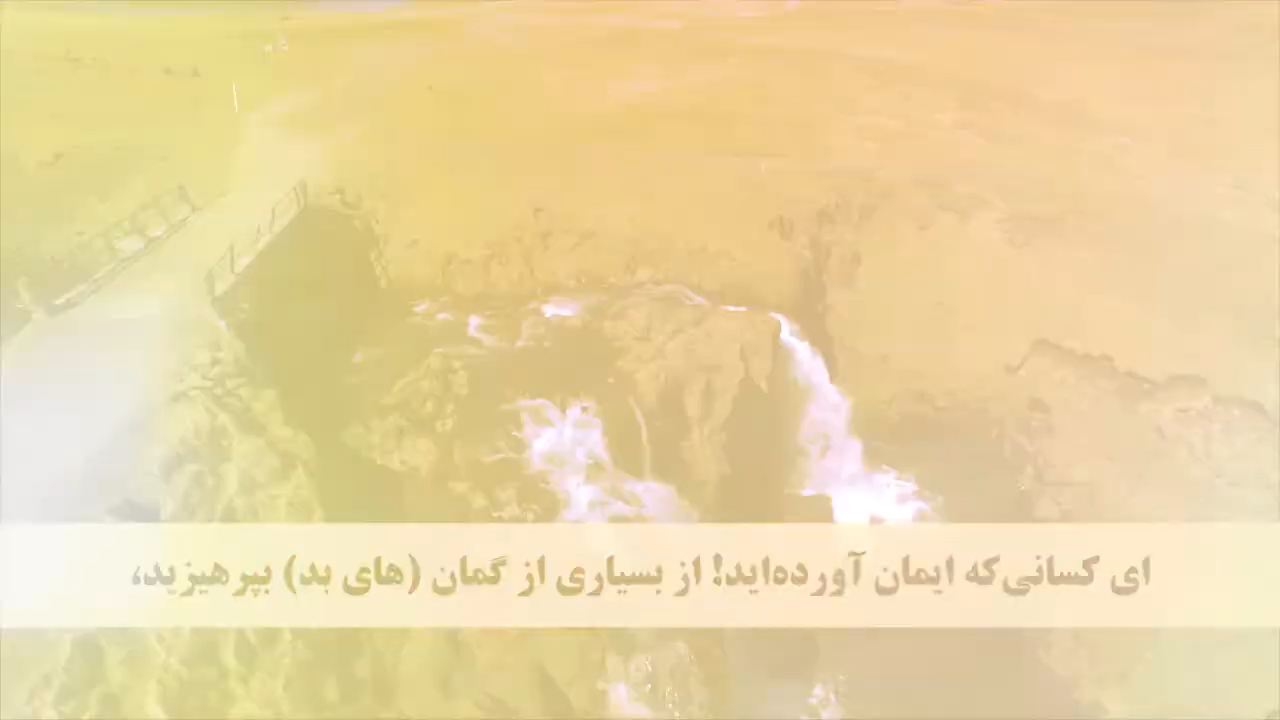 ای کسانی‌که ایمان آورده‌اید! از بسیاری از گمان (های بد) بپرهیزید،